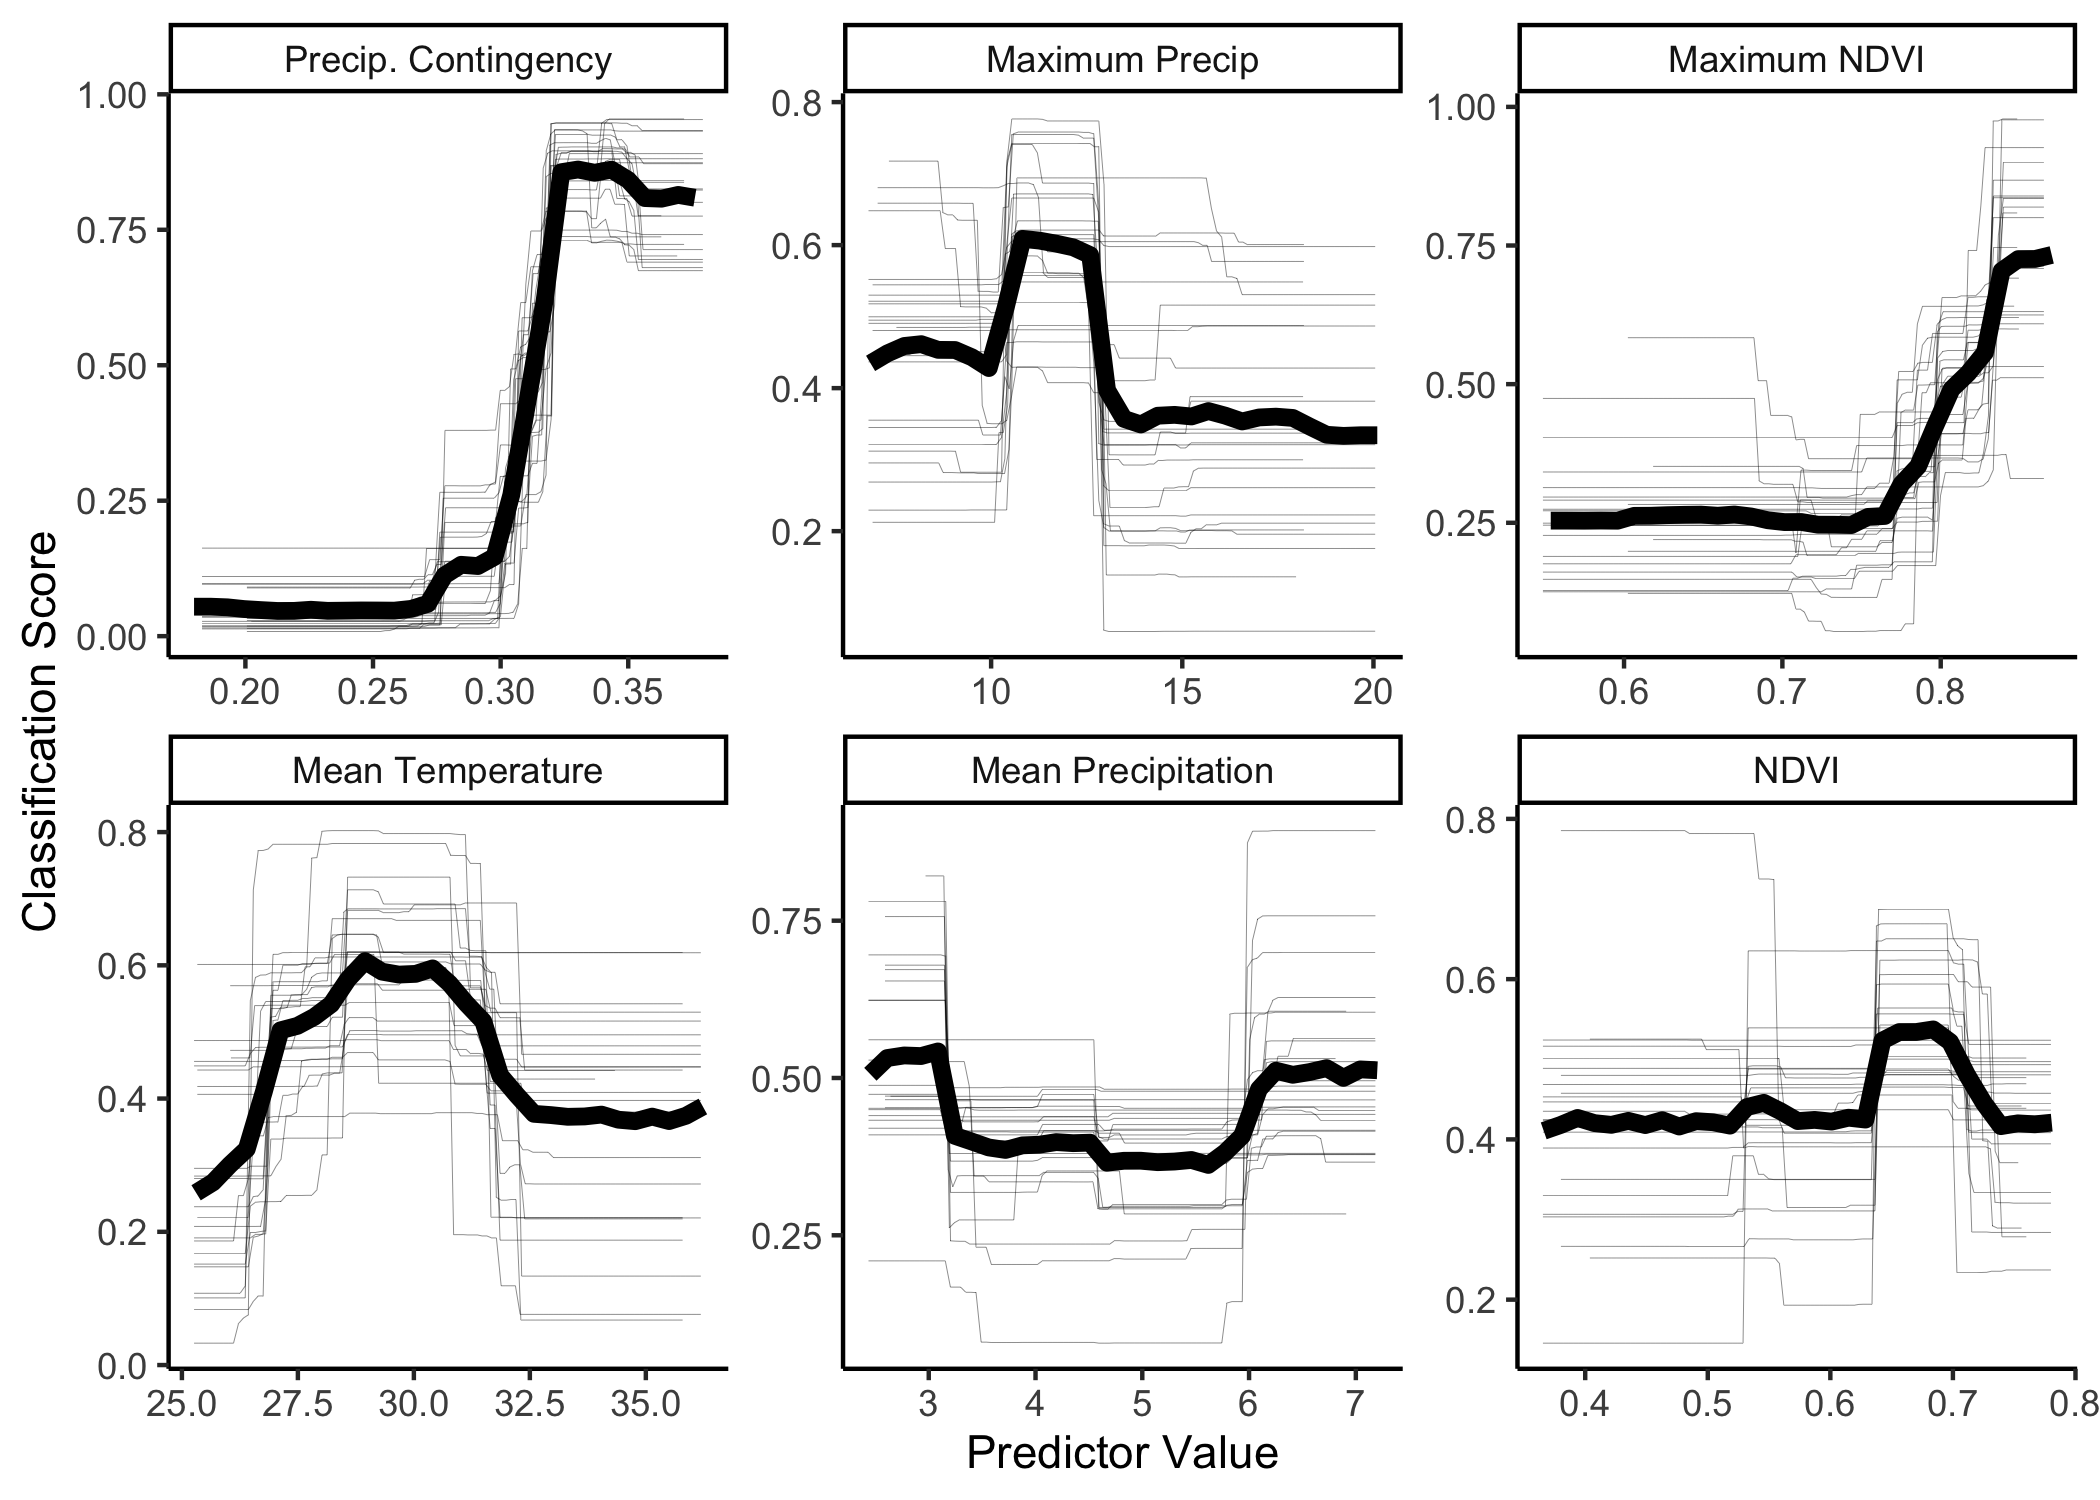 Precip. Contingency
Maximum Precip
Maximum NDVI
1.00
0.75
0.50
0.25
0.00
0.20 0.25 0.30 0.35
0.8
0.6
0.4
0.2
10 15 20
1.00
0.75
0.50
0.25
0.6 0.7 0.8
Classification Score
Mean Temperature
Mean Precipitation
NDVI
0.8
0.6
0.4
0.2
0.0
25.0 27.5 30.0 32.5 35.0
0.75
0.50
0.25
3 4 5 6 7
0.8
0.6
0.4
0.2
0.4 0.5 0.6 0.7 0.8
Predictor Value